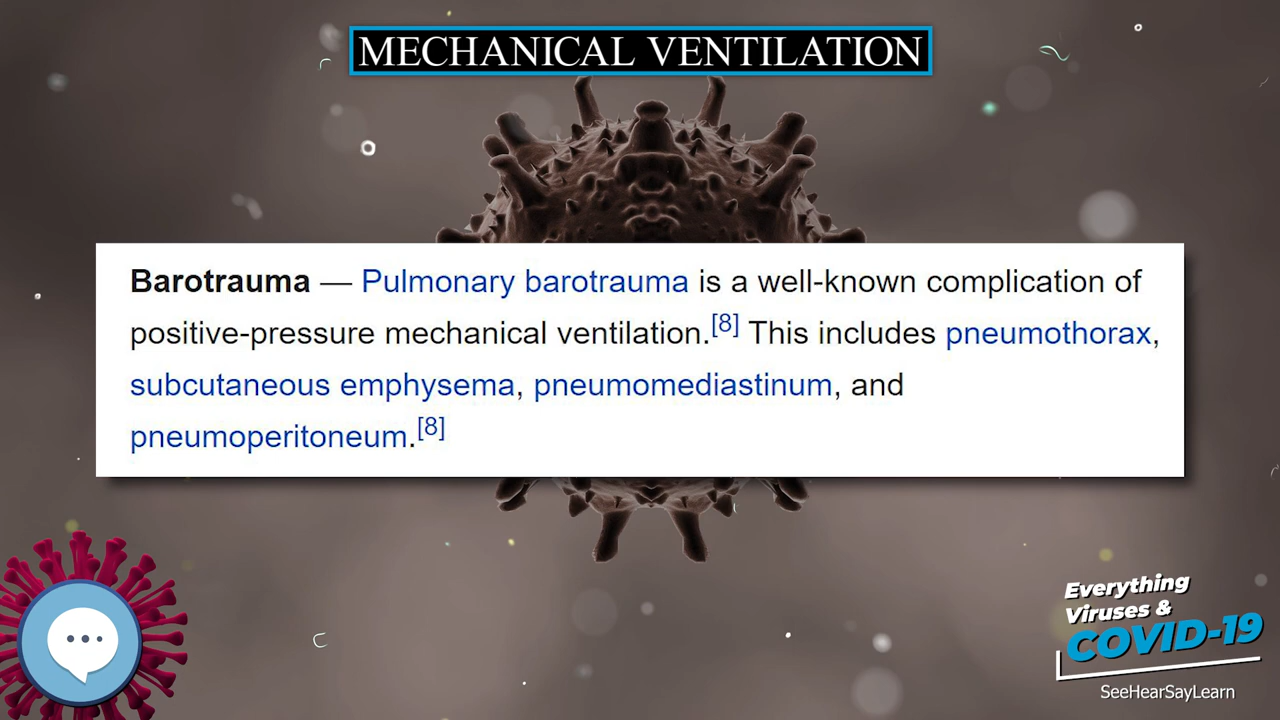 MECHANICAL VENTILATION
Barotrauma — Pulmonary barotrauma is a well-known complication of
positive-pressure mechanical ventilation.[8] This includes pneumothorax,
subcutaneous emphysema, pneumomediastinum, and
pneumoperitoneum.[8]
Everything
Viruses &
COVID-19
SeeHearSayLearn